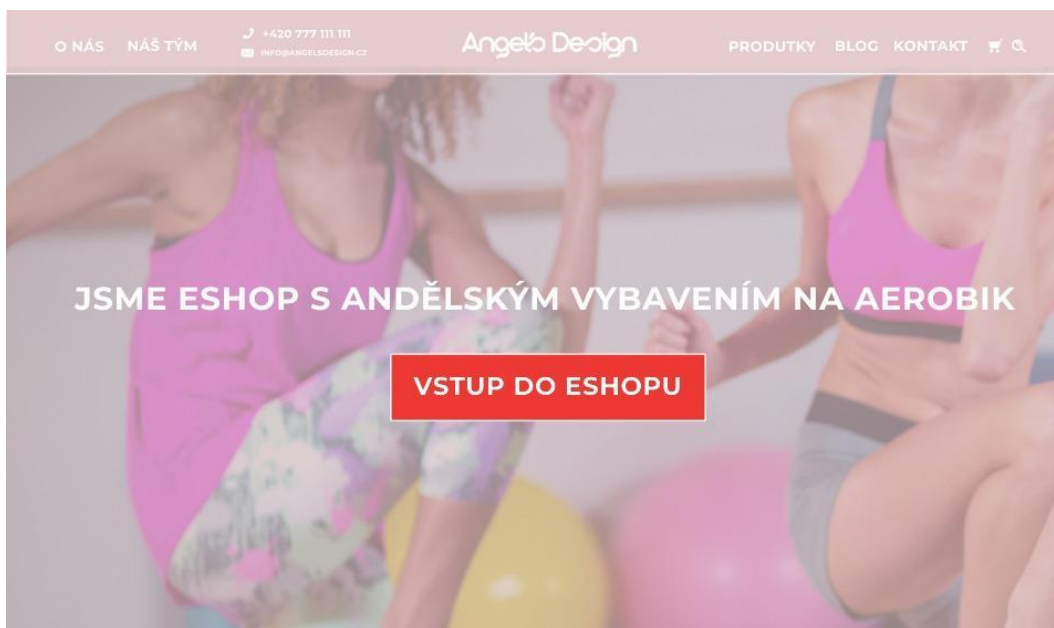 O NÁS NÁŠ TÝM
+420 777 111 111
INFO@ANGELSDESIGN.CZ
Angel's Design
PRODUTKY BLOG KONTAKT
JSME ESHOP S ANDĚLSKÝM VYBAVENÍM NA AEROBIK
VSTUP DO ESHOPU